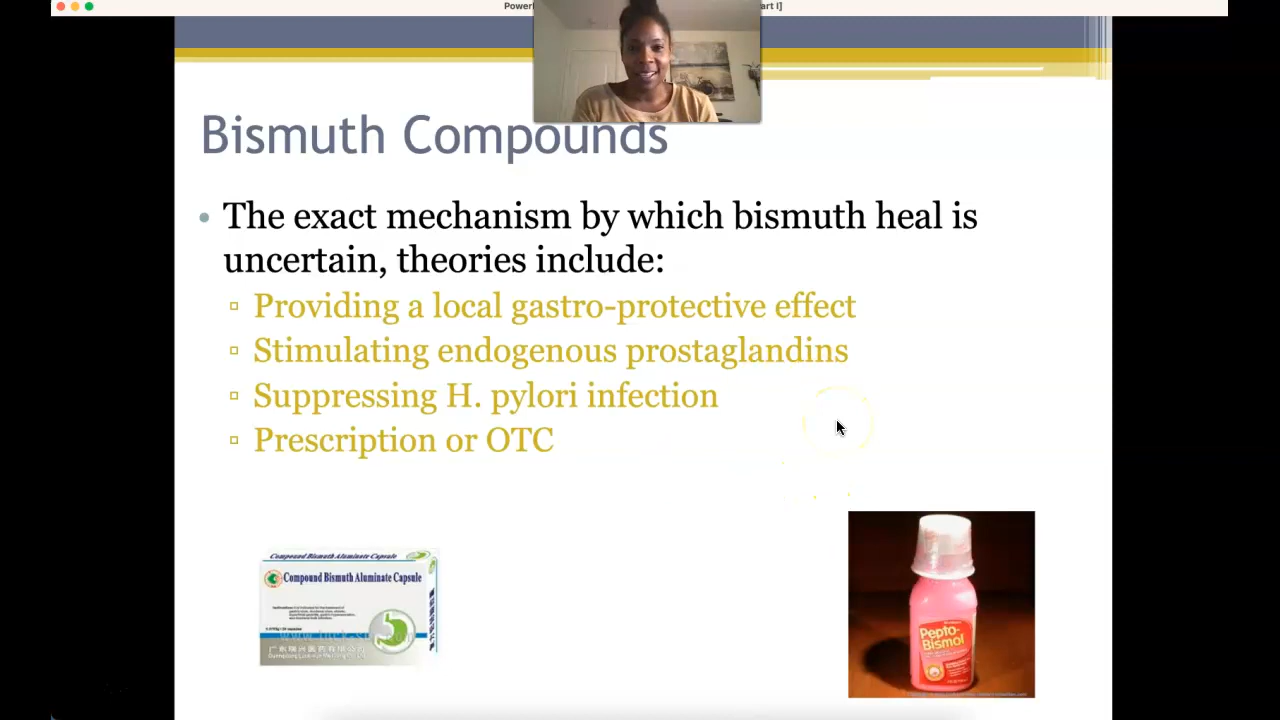 art I]
Bismuth Compounds
The exact mechanism by which bismuth heal is
uncertain, theories include:
Providing a local gastro-protective effect
Stimulating endogenous prostaglandins
Suppressing H. pylori infection
Prescription or OTC
Compound Bismuth Aluminate Capsule
Compound Bismuth Aluminate Capsule
Pepto-
Bismol